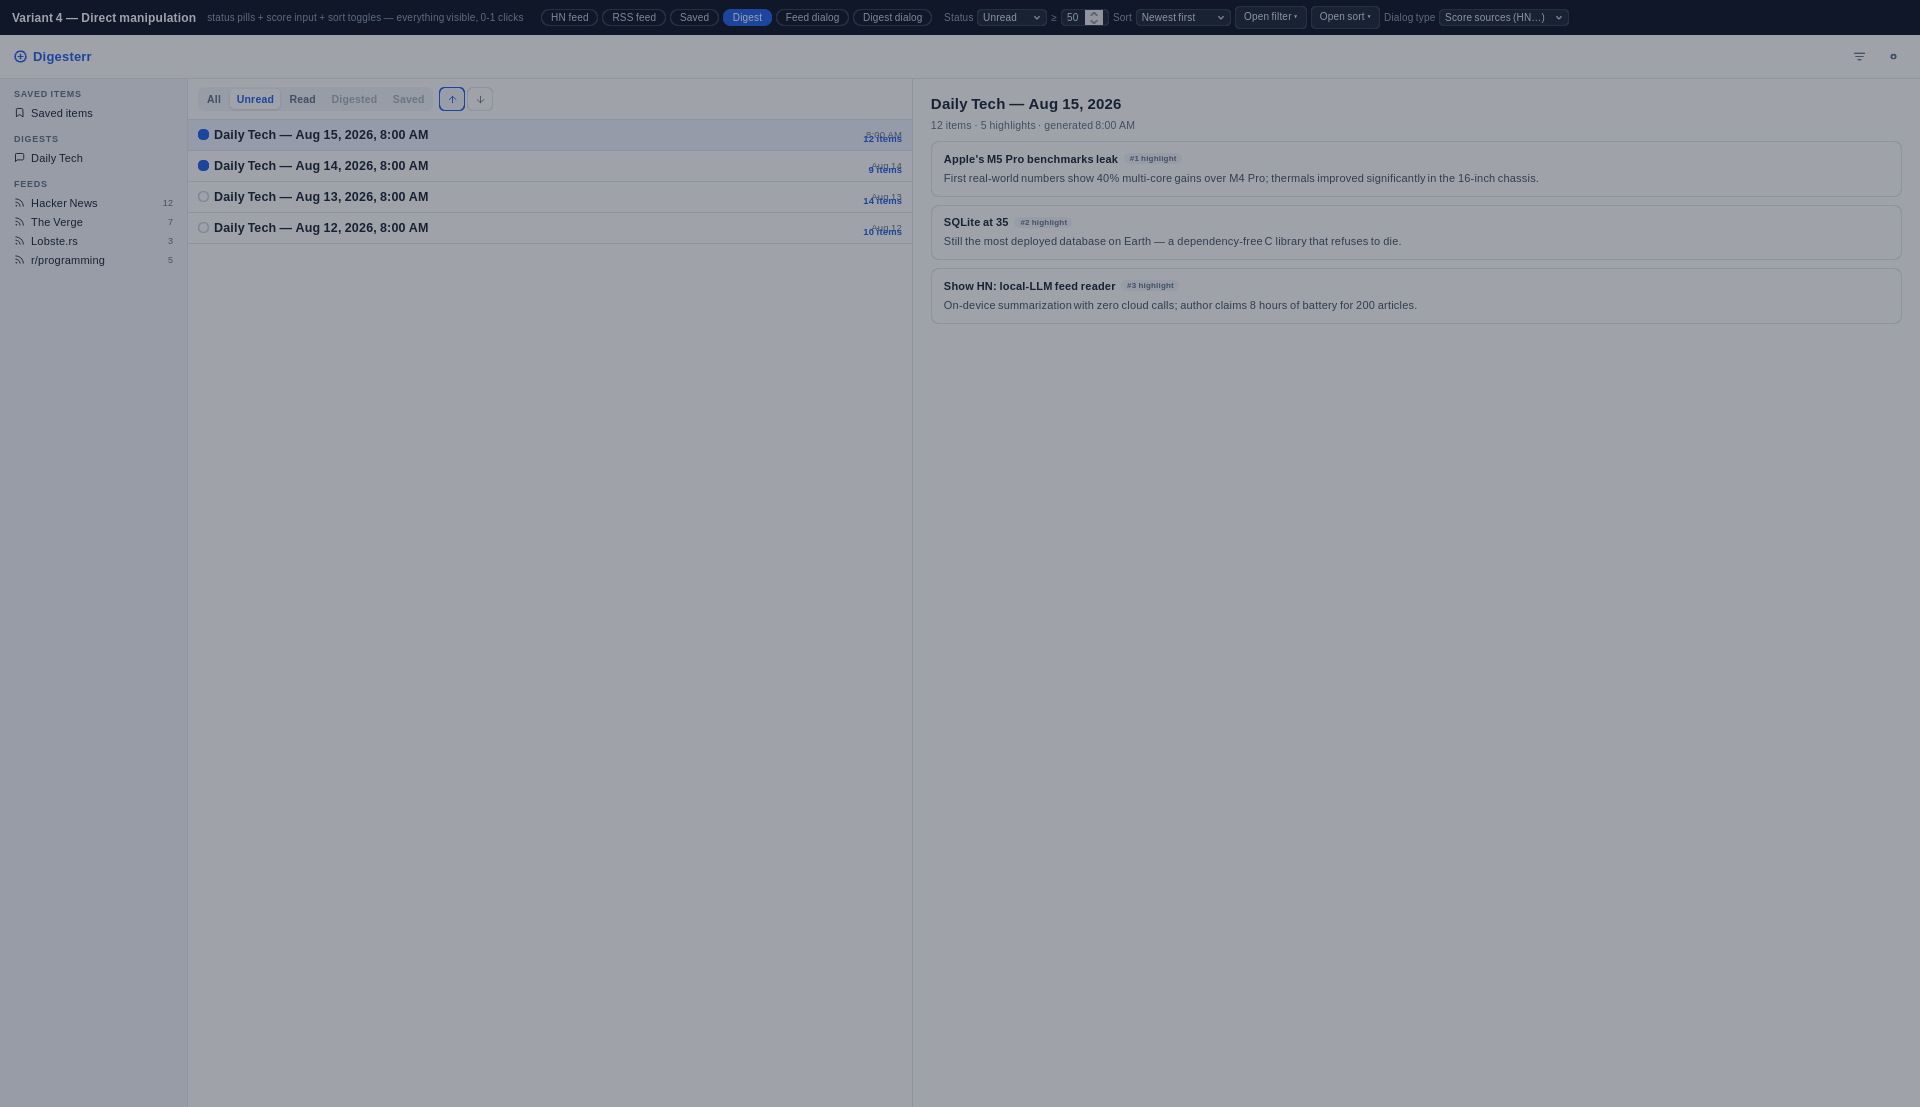 Variant 4 — Direct manipulation status pills + score input + sort toggles — everything visible, 0-1 clicks HN feed RSS feed Saved Digest Feed dialog Digest dialog Status Unread ≥ 50 Sort Newest first Open filter ▾ Open sort ▾ Dialog type Score sources (HN…)
Digesterr
SAVED ITEMS
Saved items
DIGESTS
Daily Tech
FEEDS
Hacker News 12
The Verge 7
Lobste.rs 3
r/programming 5
All Unread Read Digested Saved
Daily Tech — Aug 15, 2026, 8:00 AM 8:00 AM
12 items
Daily Tech — Aug 14, 2026, 8:00 AM Aug 14
9 items
Daily Tech — Aug 13, 2026, 8:00 AM Aug 13
14 items
Daily Tech — Aug 12, 2026, 8:00 AM Aug 12
10 items
Daily Tech — Aug 15, 2026
12 items · 5 highlights · generated 8:00 AM
Apple's M5 Pro benchmarks leak #1 highlight
First real-world numbers show 40% multi-core gains over M4 Pro; thermals improved significantly in the 16-inch chassis.
SQLite at 35 #2 highlight
Still the most deployed database on Earth — a dependency-free C library that refuses to die.
Show HN: local-LLM feed reader #3 highlight
On-device summarization with zero cloud calls; author claims 8 hours of battery for 200 articles.